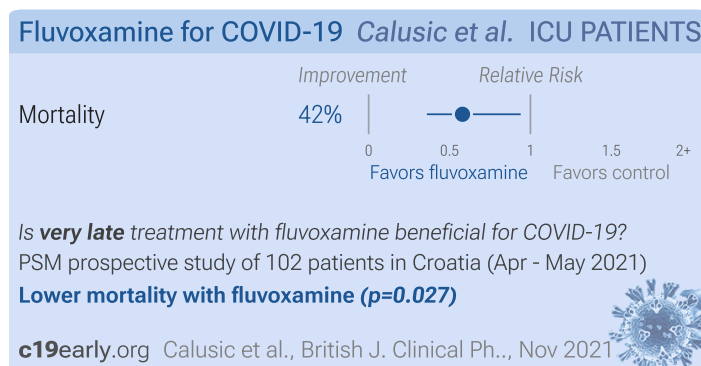 Fluvoxamine for COVID-19 Calusic et al. ICU PATIENTS
Improvement Relative Risk
Mortality 42%
0 0.5 1 1.5 2+
Favors fluvoxamine Favors control
Is very late treatment with fluvoxamine beneficial for COVID-19?
PSM prospective study of 102 patients in Croatia (Apr - May 2021)
Lower mortality with fluvoxamine (p=0.027)
c19early.org Calusic et al., British J. Clinical Ph.., Nov 2021